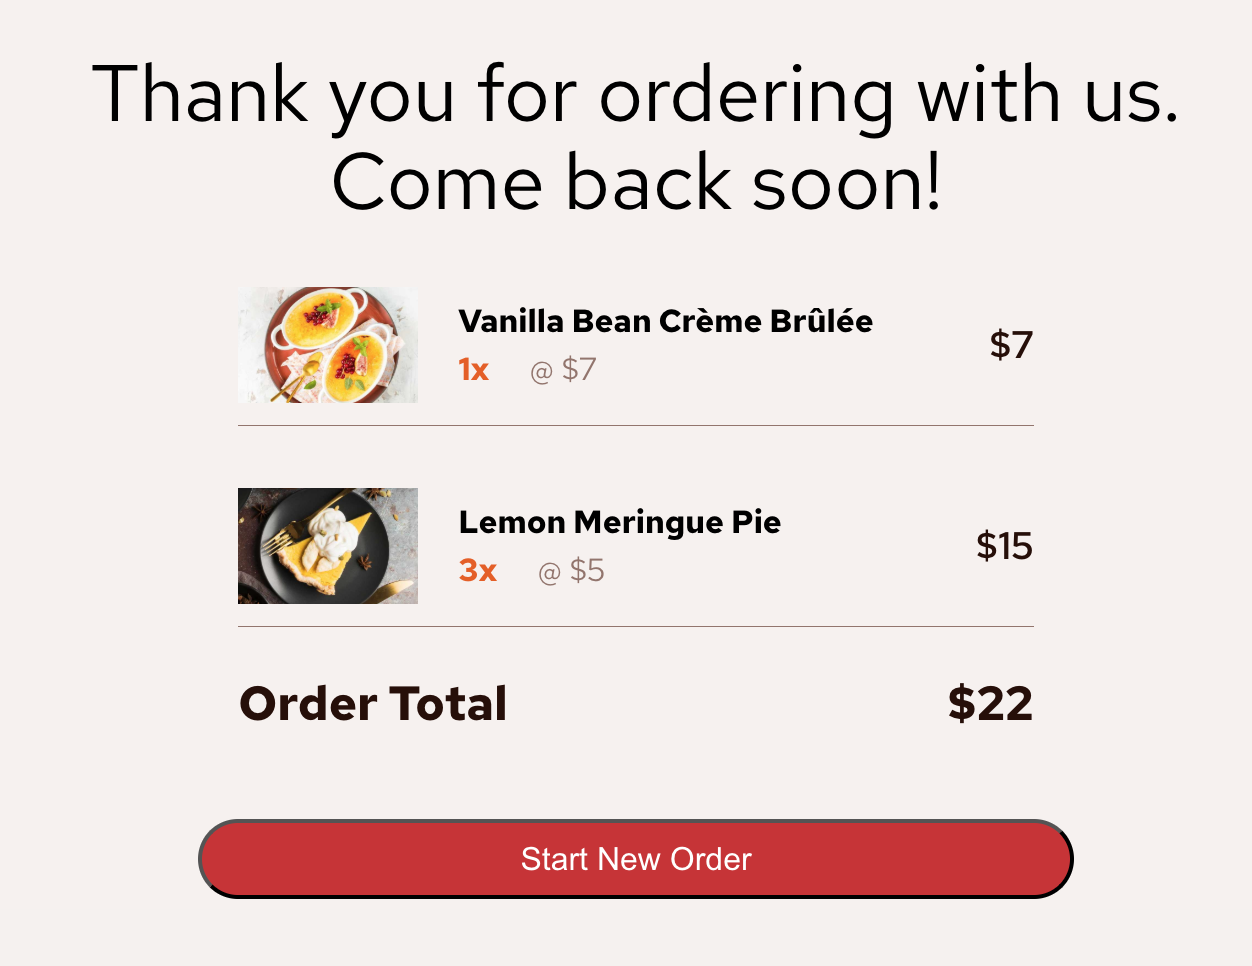 Thank you for ordering with us.
Come back soon!
Vanilla Bean Crème Brûlée
1x @ $7
$7
Lemon Meringue Pie
3x @ $5
$15
Order Total $22
Start New Order